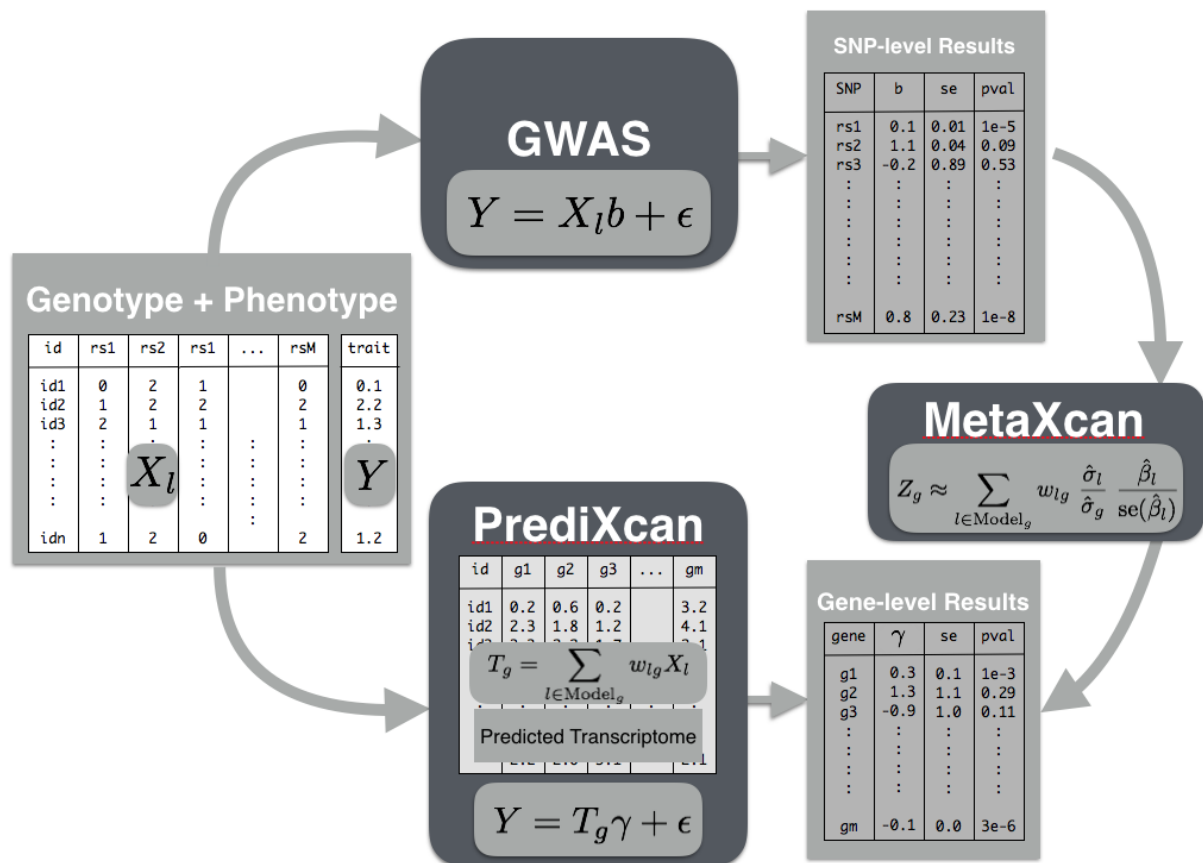 GWAS
Y = X_l b + ϵ
SNP-level Results
SNP b se pval
rs1 0.1 0.01 1e-5
rs2 1.1 0.04 0.09
rs3 -0.2 0.89 0.53
: : : :
: : : :
: : : :
: : : :
: : : :
: : : :
rsM 0.8 0.23 1e-8
Genotype + Phenotype
id rs1 rs2 rs1 ... rsM trait
id1 0 2 1 0 0.1
id2 1 2 2 2 2.2
id3 2 1 1 1 1.3
X_l Y
idn 1 2 0 2 1.2
MetaXcan
Z_g ≈ ∑_{l∈Model_g} w_{lg} \frac{σ̂_l}{σ̂_g} \frac{β̂_l}{se(β̂_l)}
PrediXcan
id g1 g2 g3 ... gm
id1 0.2 0.6 0.2 3.2
id2 2.3 1.8 1.2 4.1
T_g = ∑_{l∈Model_g} w_{lg} X_l
Predicted Transcriptome
Y = T_g γ + ϵ
Gene-level Results
gene γ se pval
g1 0.3 0.1 1e-3
g2 1.3 1.1 0.29
g3 -0.9 1.0 0.11
: : : :
: : : :
: : : :
: : : :
gm -0.1 0.0 3e-6